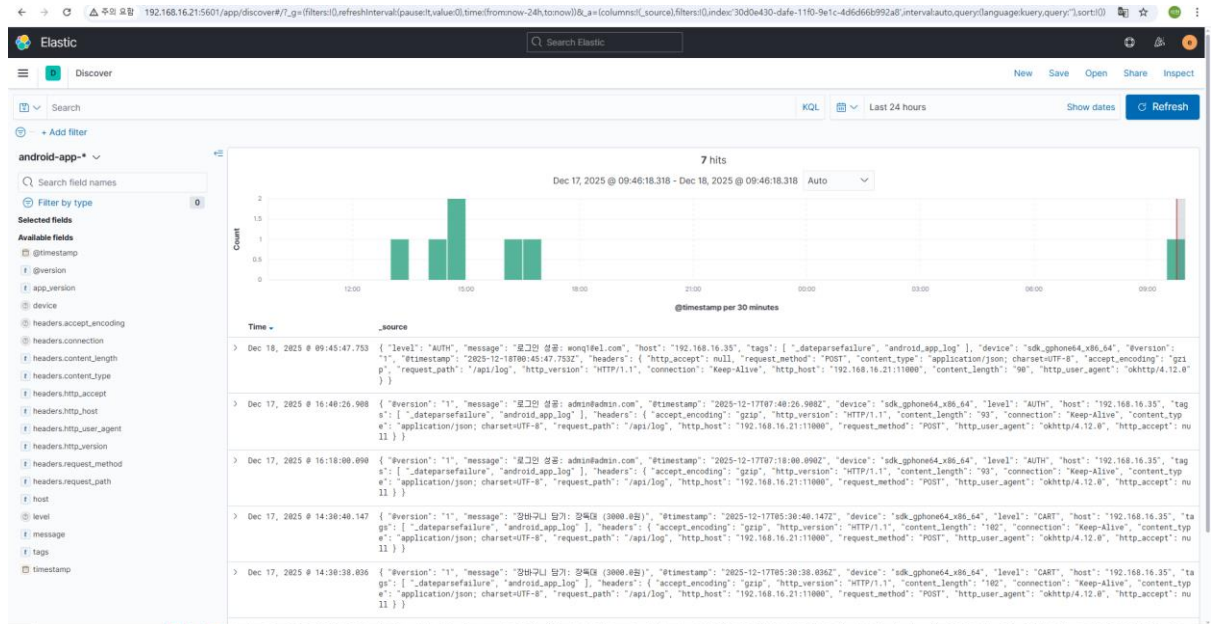 주의 요함
192.168.16.21:5601/app/discover#/?_g=(filters:!(),refreshInterval:(pause:!t,value:0),time:(from:now-24h,to:now))&_a=(columns:!(_source),filters:!(),index:'30d0e430-dafe-11f0-9e1c-4d6d66b992a8',interval:auto,query:(language:kuery,query:''),sort:!())
Elastic
Search Elastic
e
D
Discover
New Save Open Share Inspect
Search
KQL
Last 24 hours
Show dates
Refresh
+ Add filter
android-app-*
Search field names
Filter by type 0
Selected fields
Available fields
@timestamp
@version
app_version
device
headers.accept_encoding
headers.connection
headers.content_length
headers.content_type
headers.http_accept
headers.http_host
headers.http_user_agent
headers.http_version
headers.request_method
headers.request_path
host
level
message
tags
timestamp
7 hits
Dec 17, 2025 @ 09:46:18.318 - Dec 18, 2025 @ 09:46:18.318 Auto
Count
2
1.5
1
0.5
0
12:00 15:00 18:00 21:00 00:00 03:00 06:00 09:00
@timestamp per 30 minutes
Time _source
Dec 18, 2025 @ 09:45:47.753 { "level": "AUTH", "message": "로그인 성공: wonq1@el.com", "host": "192.168.16.35", "tags": [ "_dateparsefailure", "android_app_log" ], "device": "sdk_gphone64_x86_64", "@version":
"1", "@timestamp": "2025-12-18T00:45:47.753Z", "headers": { "http_accept": null, "request_method": "POST", "content_type": "application/json; charset=UTF-8", "accept_encoding": "gzi
p", "request_path": "/api/log", "http_version": "HTTP/1.1", "connection": "Keep-Alive", "http_host": "192.168.16.21:11000", "content_length": "90", "http_user_agent": "okhttp/4.12.0"
} }
Dec 17, 2025 @ 16:40:26.908 { "@version": "1", "message": "로그인 성공: admin@admin.com", "@timestamp": "2025-12-17T07:40:26.908Z", "device": "sdk_gphone64_x86_64", "level": "AUTH", "host": "192.168.16.35", "tag
s": [ "_dateparsefailure", "android_app_log" ], "headers": { "accept_encoding": "gzip", "http_version": "HTTP/1.1", "content_length": "93", "connection": "Keep-Alive", "content_typ
e": "application/json; charset=UTF-8", "request_path": "/api/log", "http_host": "192.168.16.21:11000", "request_method": "POST", "http_user_agent": "okhttp/4.12.0", "http_accept": nu
ll } }
Dec 17, 2025 @ 16:18:00.090 { "@version": "1", "message": "로그인 성공: admin@admin.com", "@timestamp": "2025-12-17T07:18:00.090Z", "device": "sdk_gphone64_x86_64", "level": "AUTH", "host": "192.168.16.35", "tag
s": [ "_dateparsefailure", "android_app_log" ], "headers": { "accept_encoding": "gzip", "http_version": "HTTP/1.1", "content_length": "93", "connection": "Keep-Alive", "content_typ
e": "application/json; charset=UTF-8", "request_path": "/api/log", "http_host": "192.168.16.21:11000", "request_method": "POST", "http_user_agent": "okhttp/4.12.0", "http_accept": nu
ll } }
Dec 17, 2025 @ 14:30:40.147 { "@version": "1", "message": "장바구니 담기: 장독대 (3000.0원)", "@timestamp": "2025-12-17T05:30:40.147Z", "device": "sdk_gphone64_x86_64", "level": "CART", "host": "192.168.16.35", "ta
gs": [ "_dateparsefailure", "android_app_log" ], "headers": { "accept_encoding": "gzip", "http_version": "HTTP/1.1", "content_length": "102", "connection": "Keep-Alive", "content_typ
e": "application/json; charset=UTF-8", "request_path": "/api/log", "http_host": "192.168.16.21:11000", "request_method": "POST", "http_user_agent": "okhttp/4.12.0", "http_accept": nu
ll } }
Dec 17, 2025 @ 14:30:38.036 { "@version": "1", "message": "장바구니 담기: 장독대 (3000.0원)", "@timestamp": "2025-12-17T05:30:38.036Z", "device": "sdk_gphone64_x86_64", "level": "CART", "host": "192.168.16.35", "ta
gs": [ "_dateparsefailure", "android_app_log" ], "headers": { "accept_encoding": "gzip", "http_version": "HTTP/1.1", "content_length": "102", "connection": "Keep-Alive", "content_typ
e": "application/json; charset=UTF-8", "request_path": "/api/log", "http_host": "192.168.16.21:11000", "request_method": "POST", "http_user_agent": "okhttp/4.12.0", "http_accept": nu
ll } }